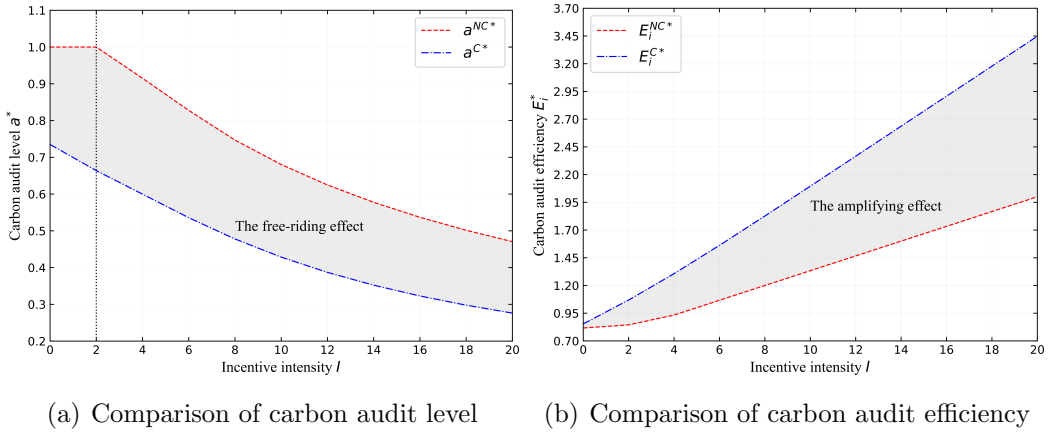 1.1
1.0
0.9
0.8
0.7
0.6
0.5
0.4
0.3
0.2
Carbon audit level a*
a^{NC*}
a^{C*}
The free-riding effect
0 2 4 6 8 10 12 14 16 18 20
Incentive intensity I
(a) Comparison of carbon audit level
3.70
3.45
3.20
2.95
2.70
2.45
2.20
1.95
1.70
1.45
1.20
0.95
0.70
Carbon audit efficiency E_i^*
E_i^{NC*}
E_i^{C*}
The amplifying effect
0 2 4 6 8 10 12 14 16 18 20
Incentive intensity I
(b) Comparison of carbon audit efficiency